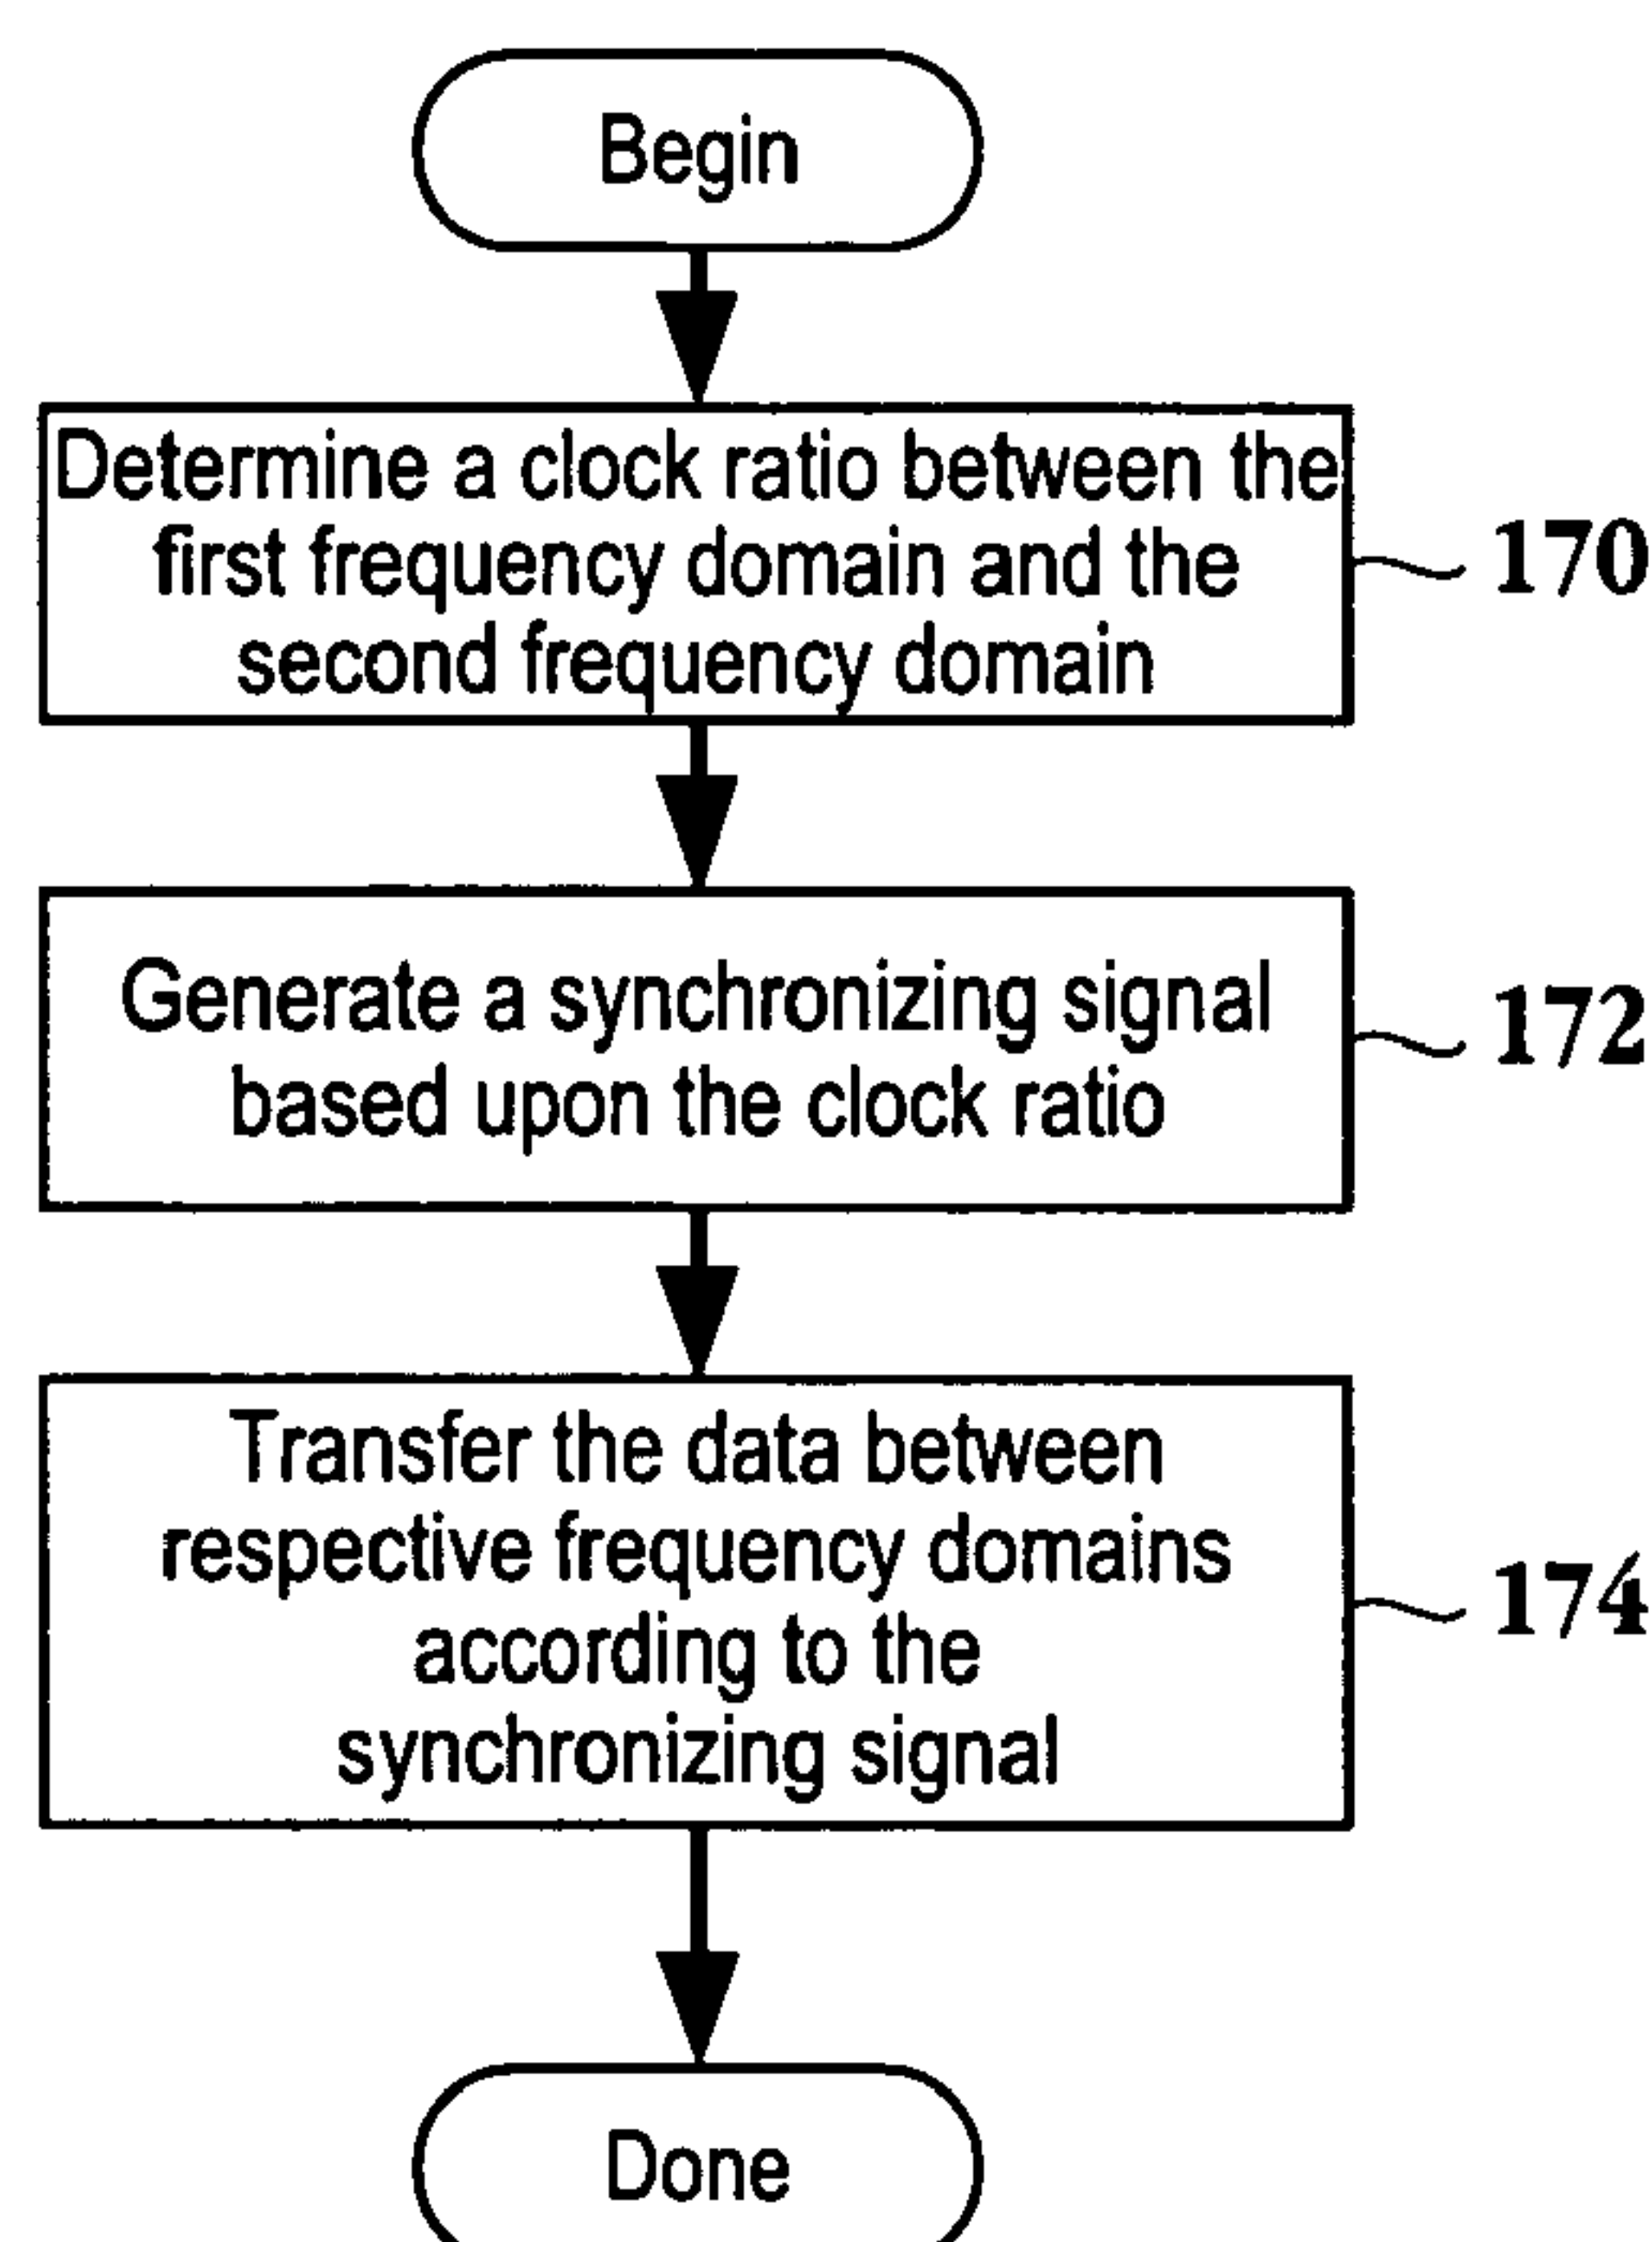 Begin
Determine a clock ratio between the
first frequency domain and the
second frequency domain
170
Generate a synchronizing signal
based upon the clock ratio
172
Transfer the data between
respective frequency domains
according to the
synchronizing signal
174
Done